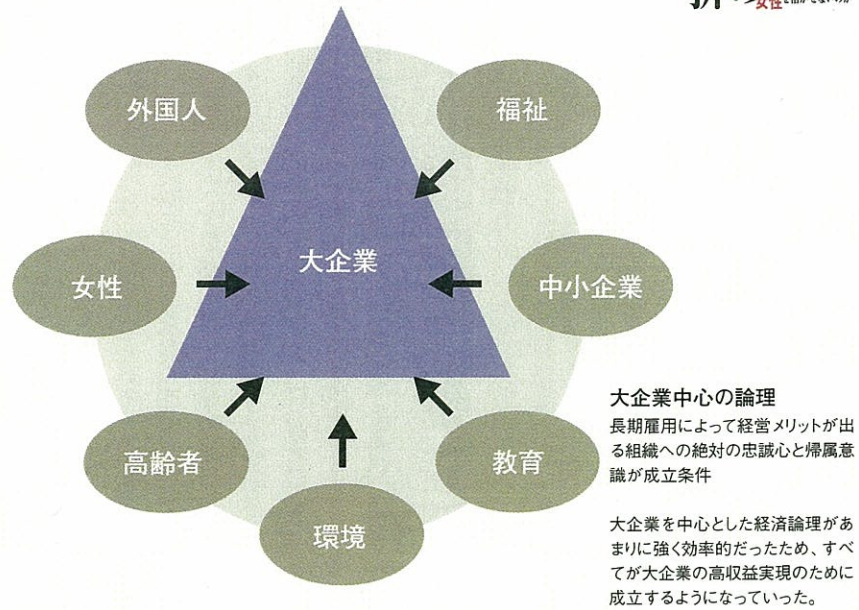 女性
外国人
福祉
大企業
女性
中小企業
高齢者
教育
環境
大企業中心の論理
長期雇用によって経営メリットが出
る組織への絶対の忠誠心と帰属意
識が成立条件
大企業を中心とした経済論理があ
まりに強く効率的だったため、すべ
てが大企業の高収益実現のために
成立するようになっていった。